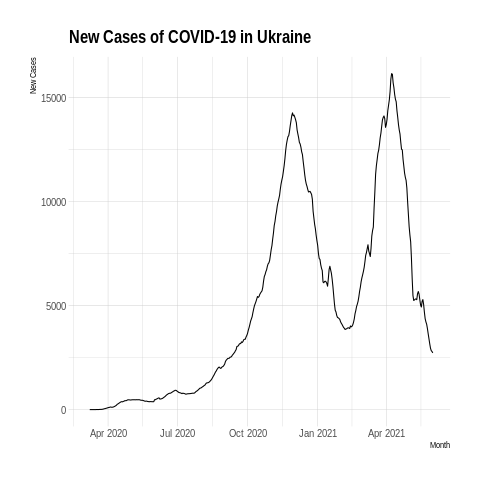 New Cases of COVID-19 in Ukraine
New Cases
15000
10000
5000
0
Apr 2020 Jul 2020 Oct 2020 Jan 2021 Apr 2021
Month